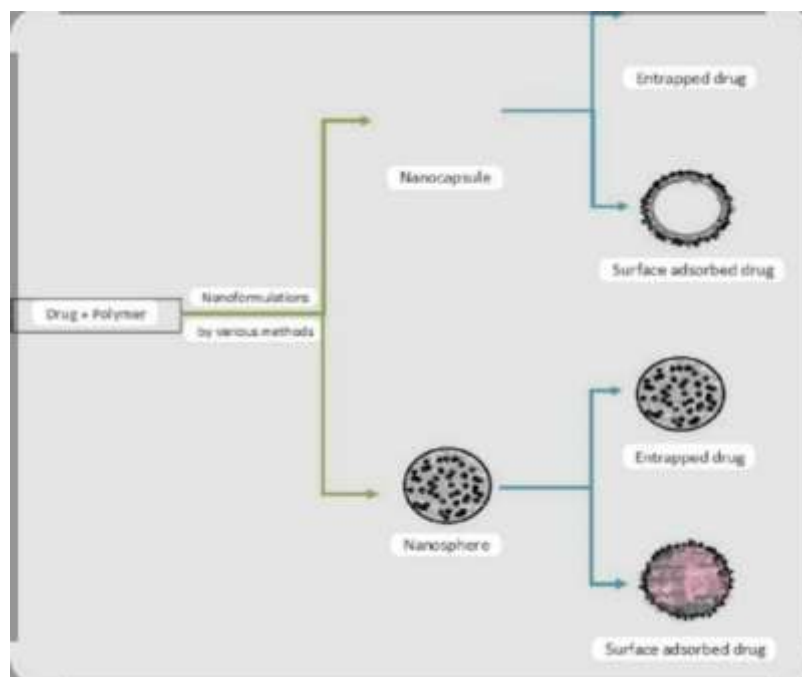 Entrapped drug
Nanocapsule
Surface adsorbed drug
Nanoformulations
Drug + Polymer
by various methods
Entrapped drug
Nanosphere
Surface adsorbed drug